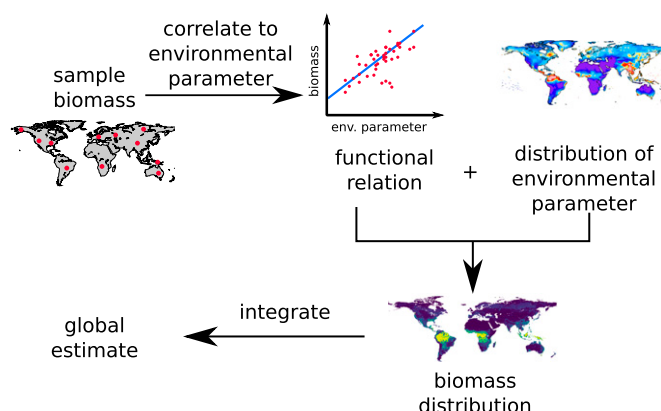 correlate to
environmental
parameter
sample
biomass
biomass
env. parameter
functional
relation
+
distribution of
environmental
parameter
integrate
global
estimate
biomass
distribution